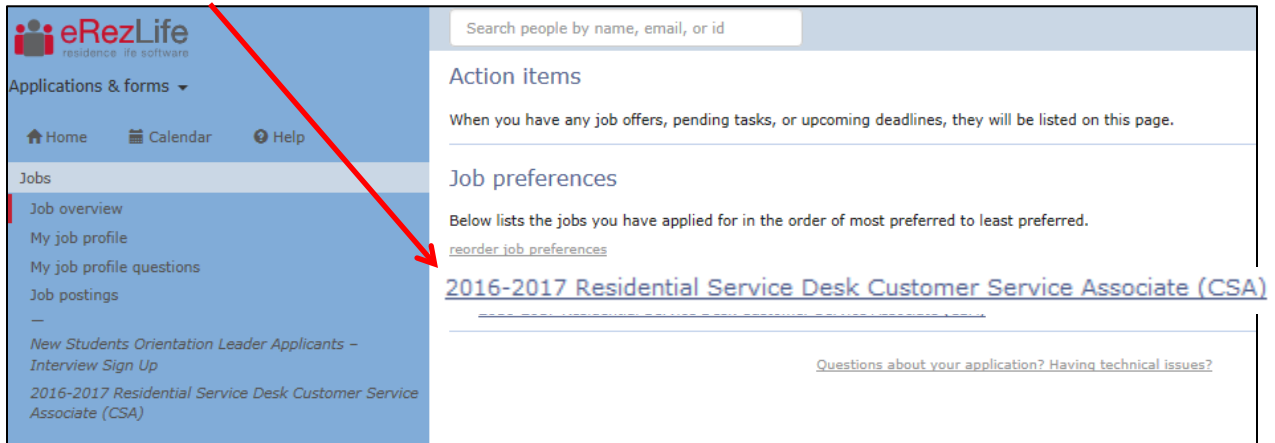 eRezLife
residence life software
Applications & forms
Home Calendar Help
Jobs
Job overview
My job profile
My job profile questions
Job postings
—
New Students Orientation Leader Applicants –
Interview Sign Up
2016-2017 Residential Service Desk Customer Service
Associate (CSA)
Search people by name, email, or id
Action items
When you have any job offers, pending tasks, or upcoming deadlines, they will be listed on this page.
Job preferences
Below lists the jobs you have applied for in the order of most preferred to least preferred.
reorder job preferences
2016-2017 Residential Service Desk Customer Service Associate (CSA)
Questions about your application? Having technical issues?